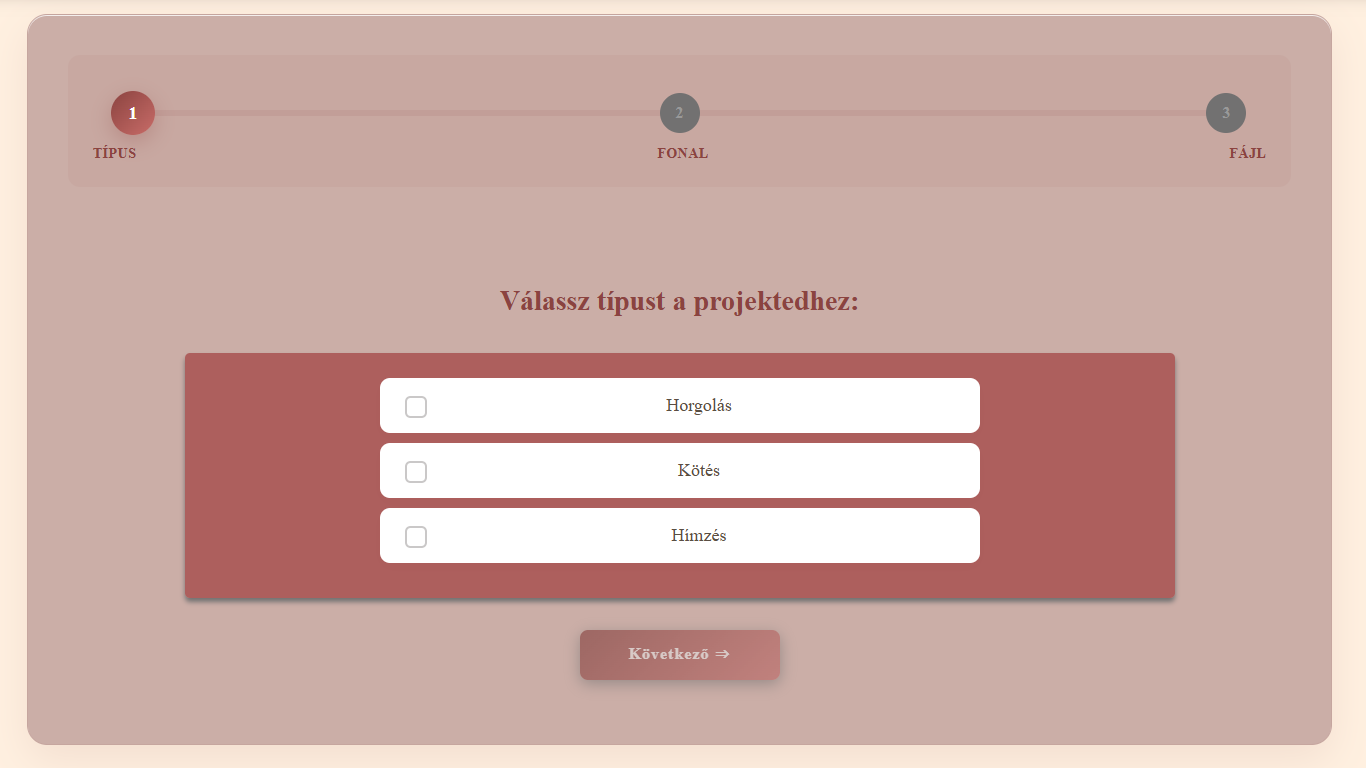 1
2
3
TÍPUS
FONAL
FÁJL
Válassz típust a projektedhez:
Horgolás
Kötés
Hímzés
Következő ⇒